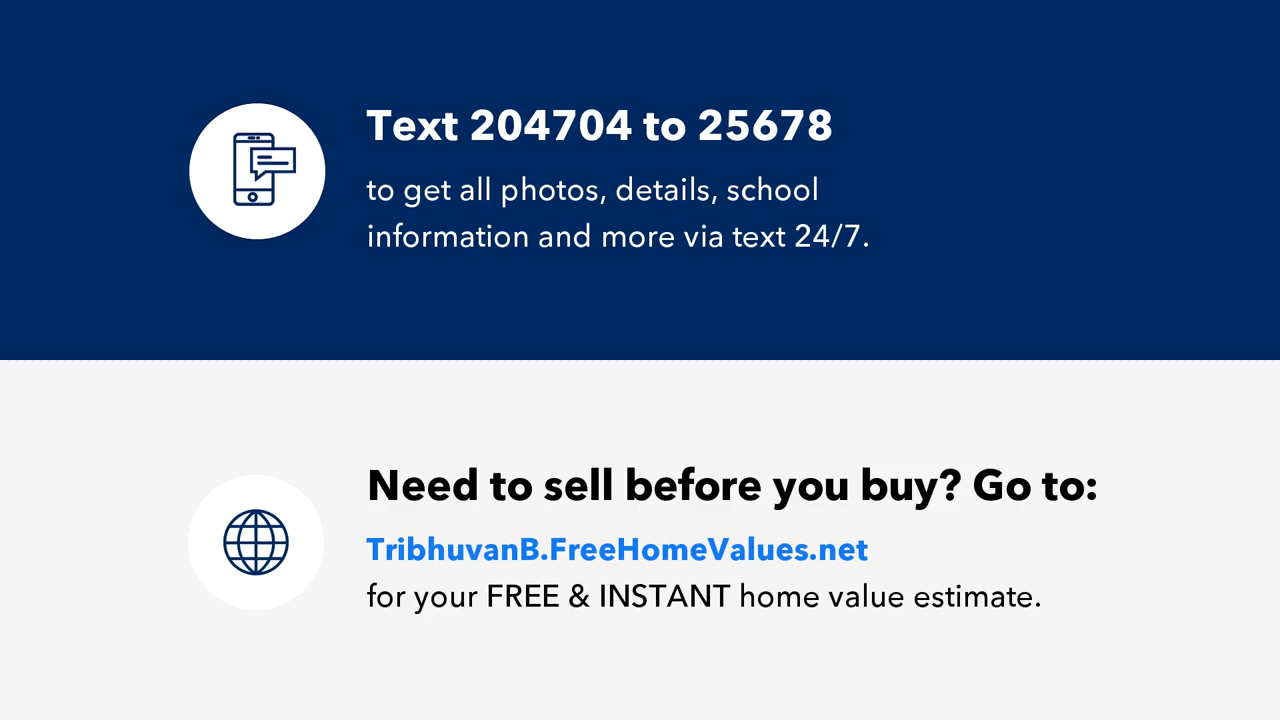 Text 204704 to 25678
to get all photos, details, school
information and more via text 24/7.
Need to sell before you buy? Go to:
TribhuvanB.FreeHomeValues.net
for your FREE & INSTANT home value estimate.